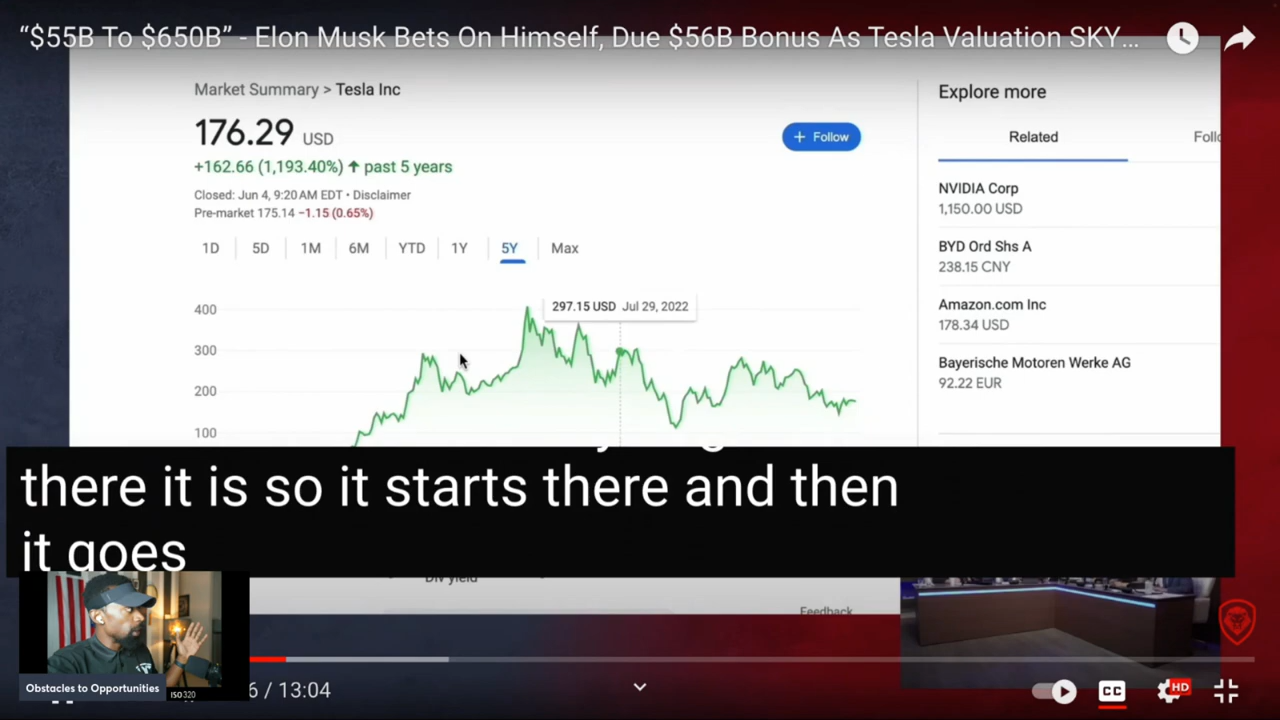 “$55B To $650B” - Elon Musk Bets On Himself, Due $56B Bonus As Tesla Valuation SKY…
Market Summary > Tesla Inc
176.29 USD
+ Follow
+162.66 (1,193.40%) ↑ past 5 years
Closed: Jun 4, 9:20 AM EDT • Disclaimer
Pre-market 175.14 −1.15 (0.65%)
1D 5D 1M 6M YTD 1Y 5Y Max
297.15 USD Jul 29, 2022
400
300
200
100
Explore more
Related
NVIDIA Corp
1,150.00 USD
BYD Ord Shs A
238.15 CNY
Amazon.com Inc
178.34 USD
Bayerische Motoren Werke AG
92.22 EUR
there it is so it starts there and then
it goes
Div yield
Feedback
Obstacles to Opportunities
ISO 320
6 / 13:04
CC
HD